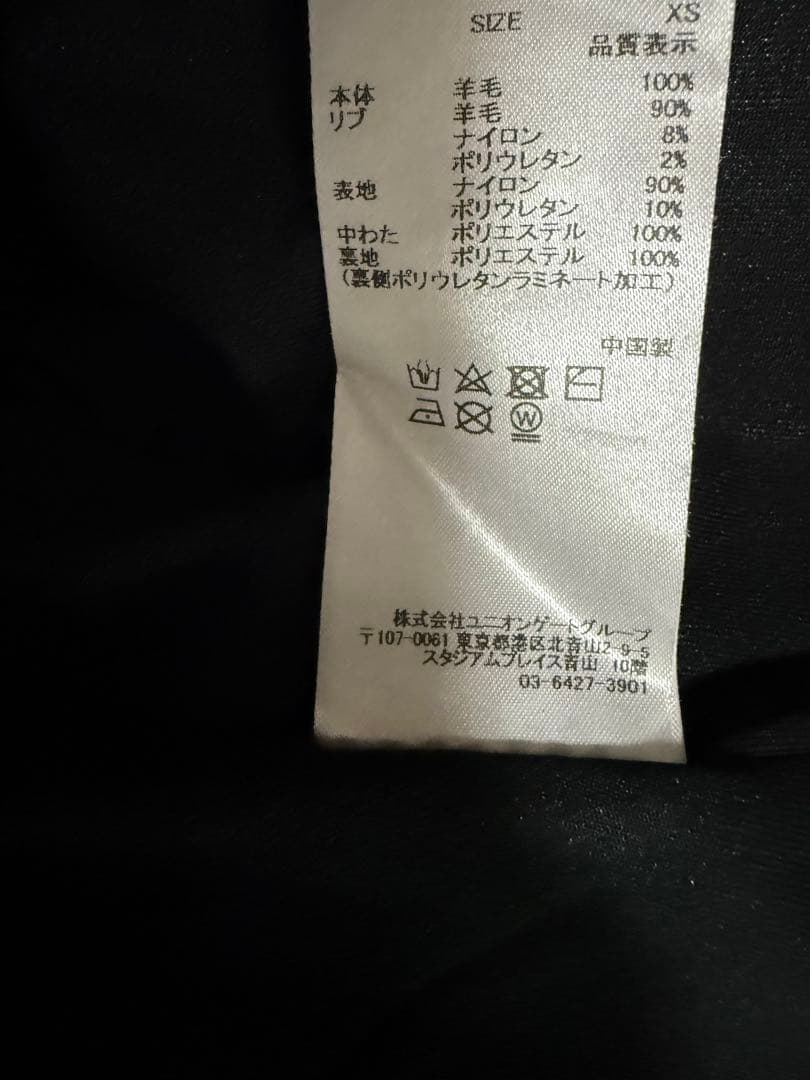 SIZE XS
品質表示
本体 羊毛 100%
リブ 羊毛 90%
ナイロン 8%
ポリウレタン 2%
表地 ナイロン 90%
ポリウレタン 10%
中わた ポリエステル 100%
裏地 ポリエステル 100%
(裏側ポリウレタンラミネート加工)
中国製
W
株式会社ユニオンゲートグループ
〒107-0061 東京都港区北青山2-9-5
スタジアムプレイス青山 10階
03-6427-3901